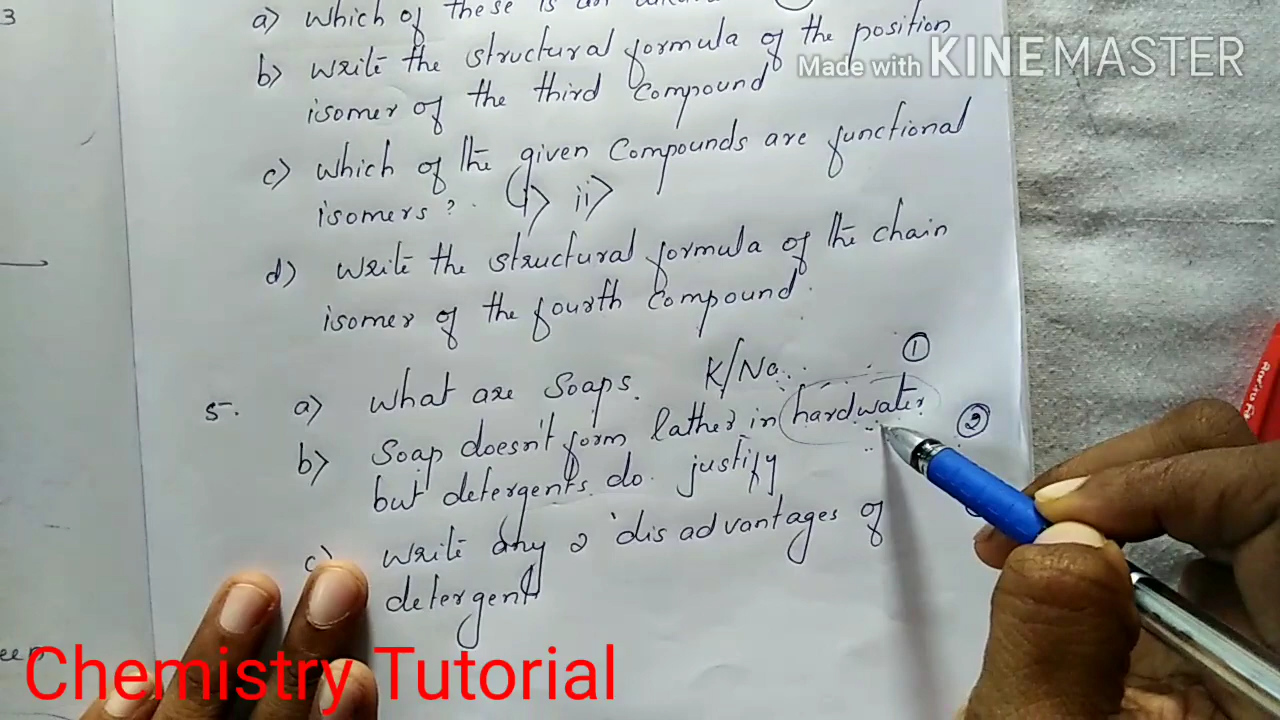 3
a) which of these is an
b) write the structural formula of the position
isomer of the third compound
Made with KINEMASTER
c) which of the given compounds are functional
isomers? i) ii)
d) write the structural formula of the chain
isomer of the fourth compound.
5. a) what are soaps. K/Na.. 1
b) Soap doesn't form lather in hardwater 2
but detergents do. justify
c) write any 2 disadvantages of
detergent
Chemistry Tutorial